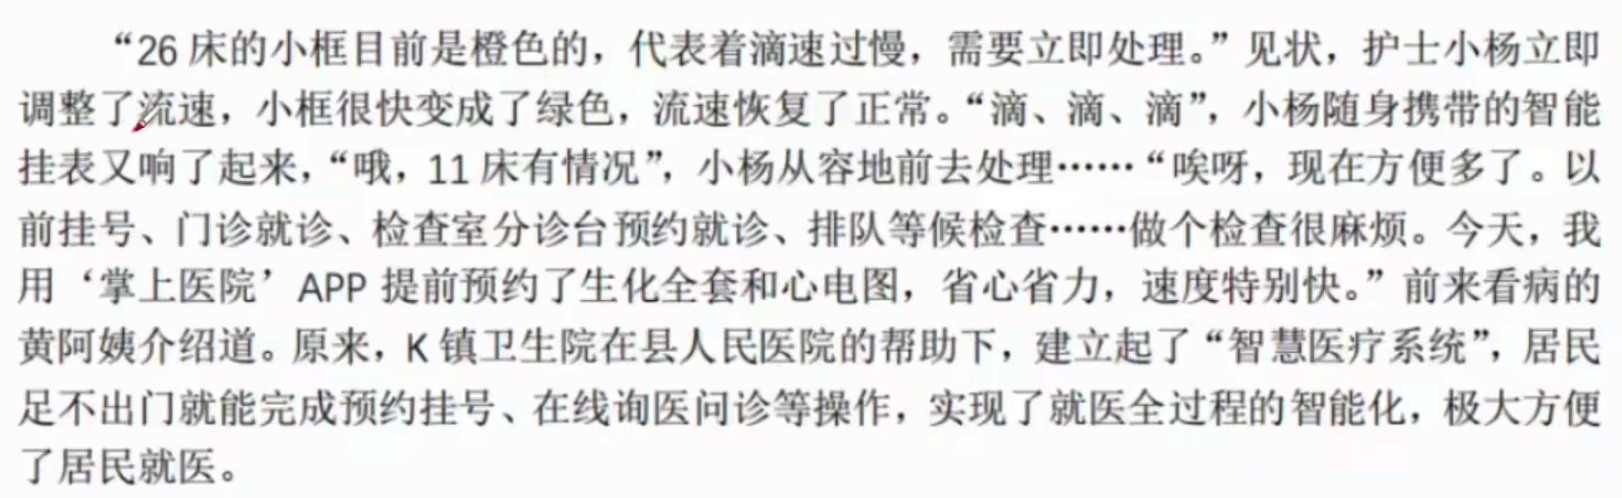 “26 床的小框目前是橙色的，代表着滴速过慢，需要立即处理。”见状，护士小杨立即
调整了流速，小框很快变成了绿色，流速恢复了正常。“滴、滴、滴”，小杨随身携带的智能
挂表又响了起来，“哦，11 床有情况”，小杨从容地前去处理……“唉呀，现在方便多了。以
前挂号、门诊就诊、检查室分诊台预约就诊、排队等候检查……做个检查很麻烦。今天，我
用‘掌上医院’APP 提前预约了生化全套和心电图，省心省力，速度特别快。”前来看病的
黄阿姨介绍道。原来，K 镇卫生院在县人民医院的帮助下，建立起了“智慧医疗系统”，居民
足不出门就能完成预约挂号、在线询医问诊等操作，实现了就医全过程的智能化，极大方便
了居民就医。